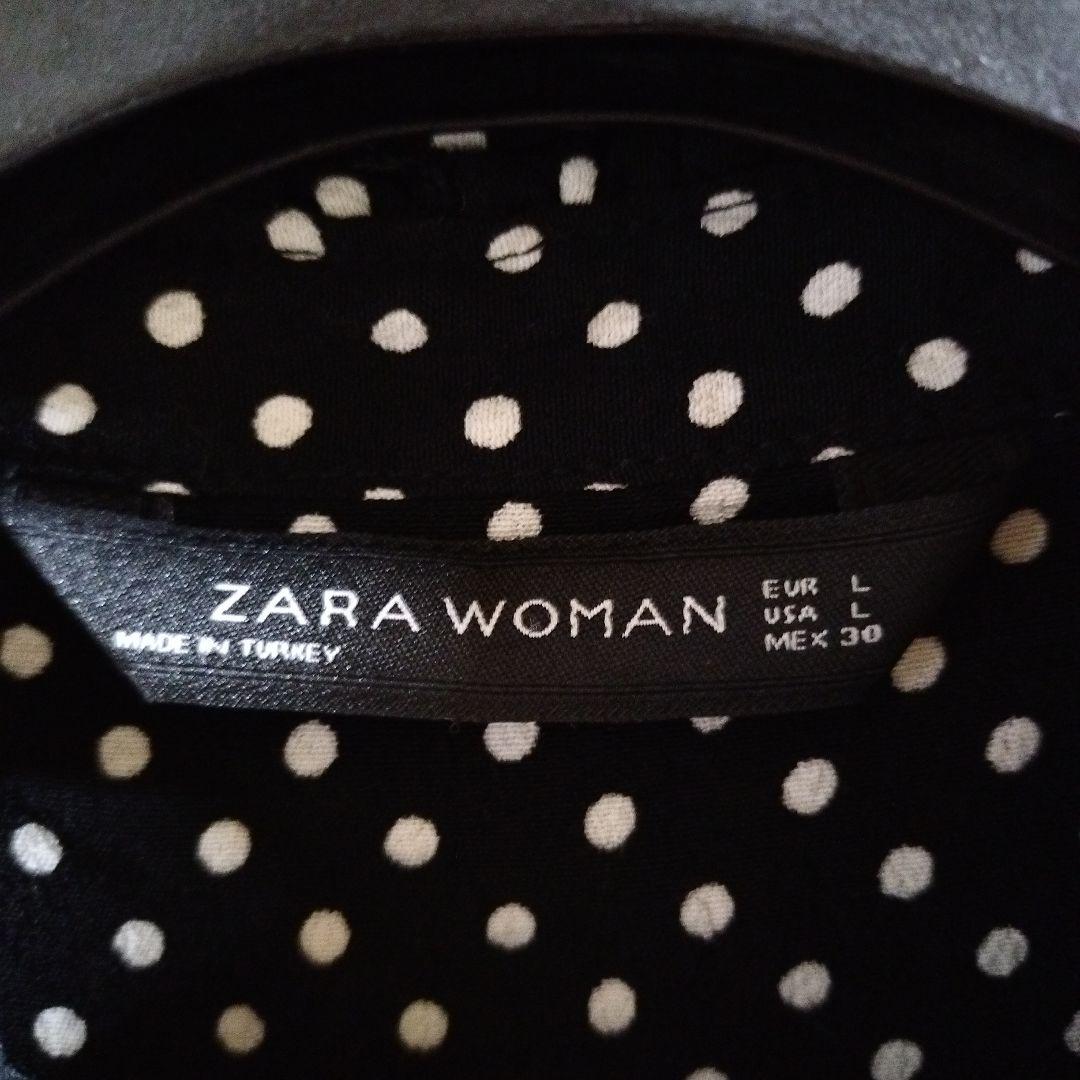 ZARA WOMAN
MADE IN TURKEY
EUR L
USA L
MEX 30